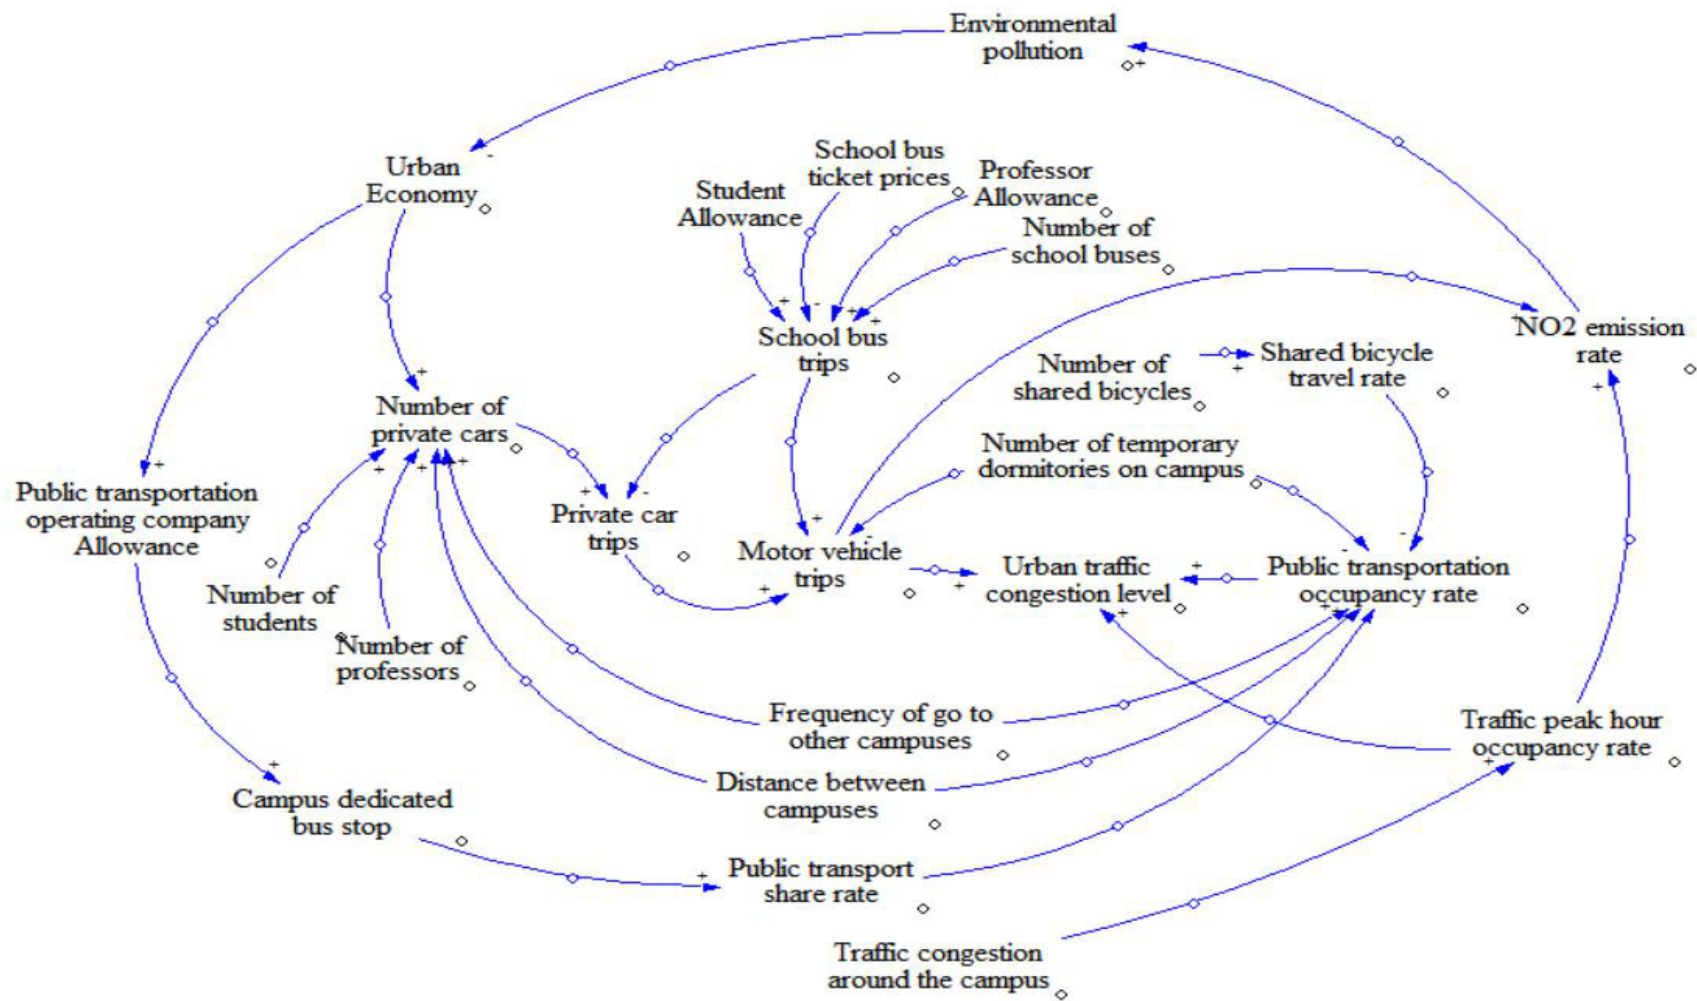 Environmental
pollution
Urban
Economy
School bus
ticket prices
Student
Allowance
Professor
Allowance
Number of
school buses
School bus
trips
NO2 emission
rate
Number of
shared bicycles
Shared bicycle
travel rate
Number of
private cars
Number of temporary
dormitories on campus
Public transportation
operating company
Allowance
Private car
trips
Motor vehicle
trips
Urban traffic
congestion level
Public transportation
occupancy rate
Number of
students
Number of
professors
Frequency of go to
other campuses
Traffic peak hour
occupancy rate
Distance between
campuses
Campus dedicated
bus stop
Public transport
share rate
Traffic congestion
around the campus